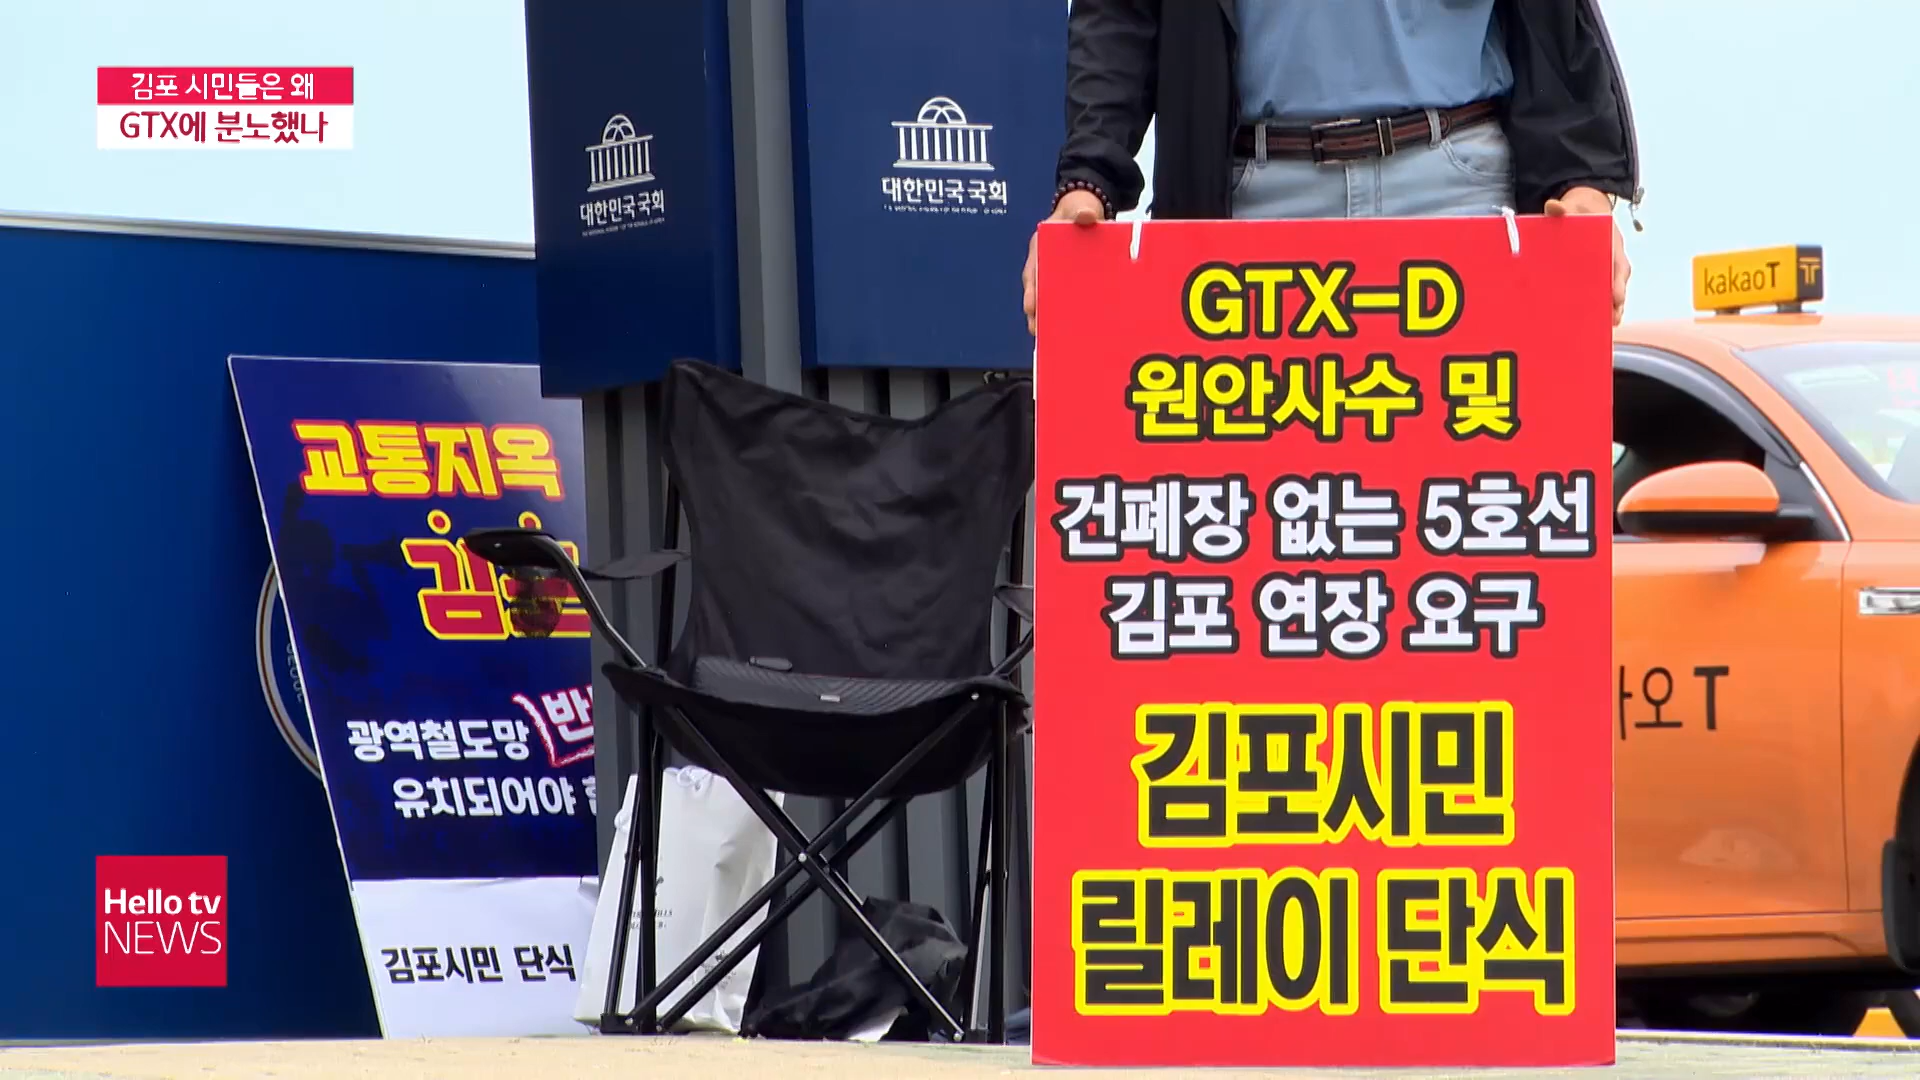 김포 시민들은 왜
GTX에 분노했나
대한민국 국회
대한민국 국회
kakaoT
GTX-D
원안사수 및
건폐장 없는 5호선
김포 연장 요구
김포시민
릴레이 단식
교통지옥
광역철도망
유치되어야
김포시민 단식
오T
Hello tv
NEWS